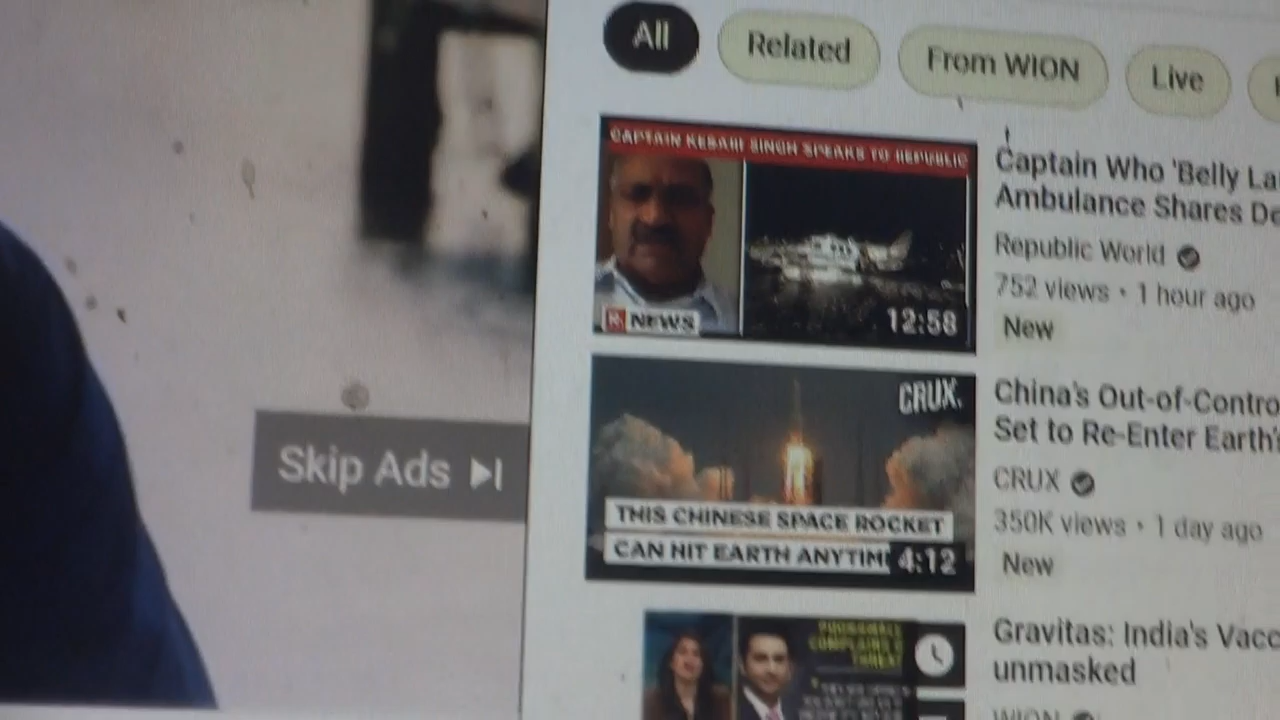 All
Related
From WION
Live
CAPTAIN KESARI SINGH SPEAKS TO REPUBLIC
R. NEWS
12:58
Captain Who 'Belly La
Ambulance Shares De
Republic World
752 views • 1 hour ago
New
Skip Ads
CRUX.
THIS CHINESE SPACE ROCKET
CAN HIT EARTH ANYTIM
4:12
China's Out-of-Contro
Set to Re-Enter Earth's
CRUX
350K views • 1 day ago
New
Gravitas: India's Vacc
unmasked
WION